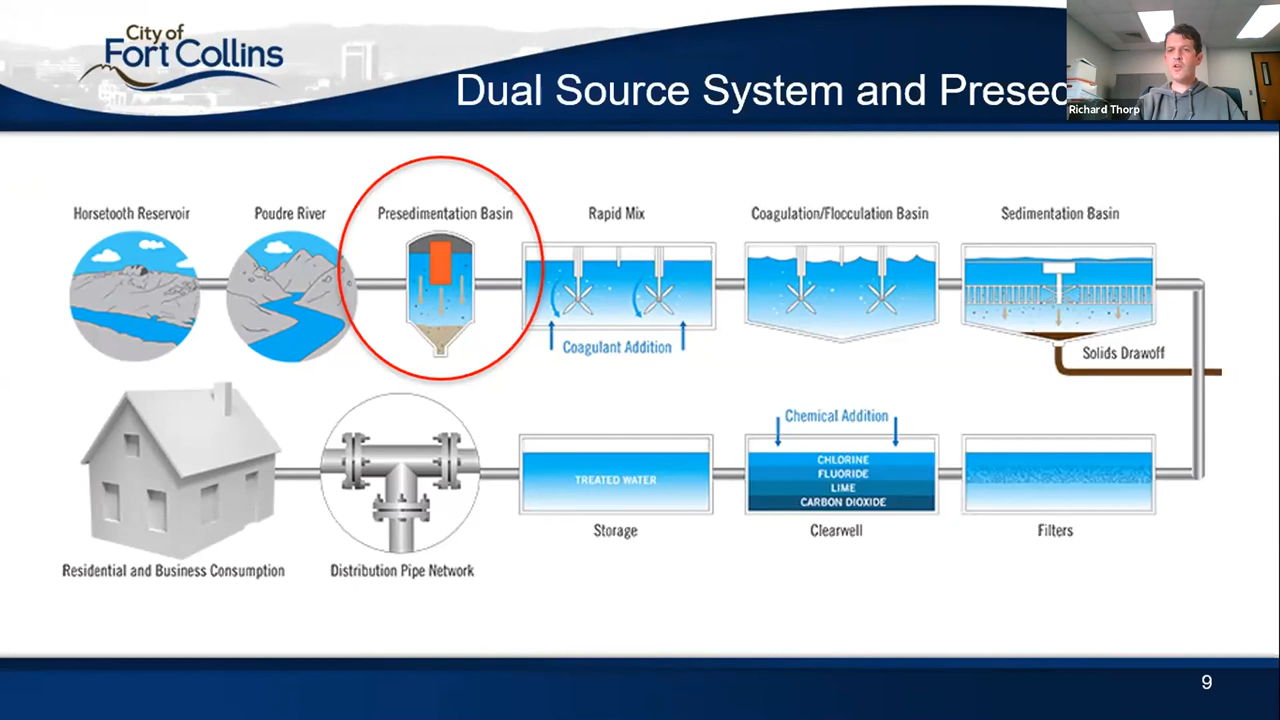 City of
Fort Collins
Dual Source System and Presed
Richard Thorp
Horsetooth Reservoir
Poudre River
Presedimentation Basin
Rapid Mix
Coagulation/Flocculation Basin
Sedimentation Basin
Coagulant Addition
Solids Drawoff
Chemical Addition
CHLORINE
FLUORIDE
LIME
CARBON DIOXIDE
TREATED WATER
Storage
Clearwell
Filters
Residential and Business Consumption
Distribution Pipe Network
9